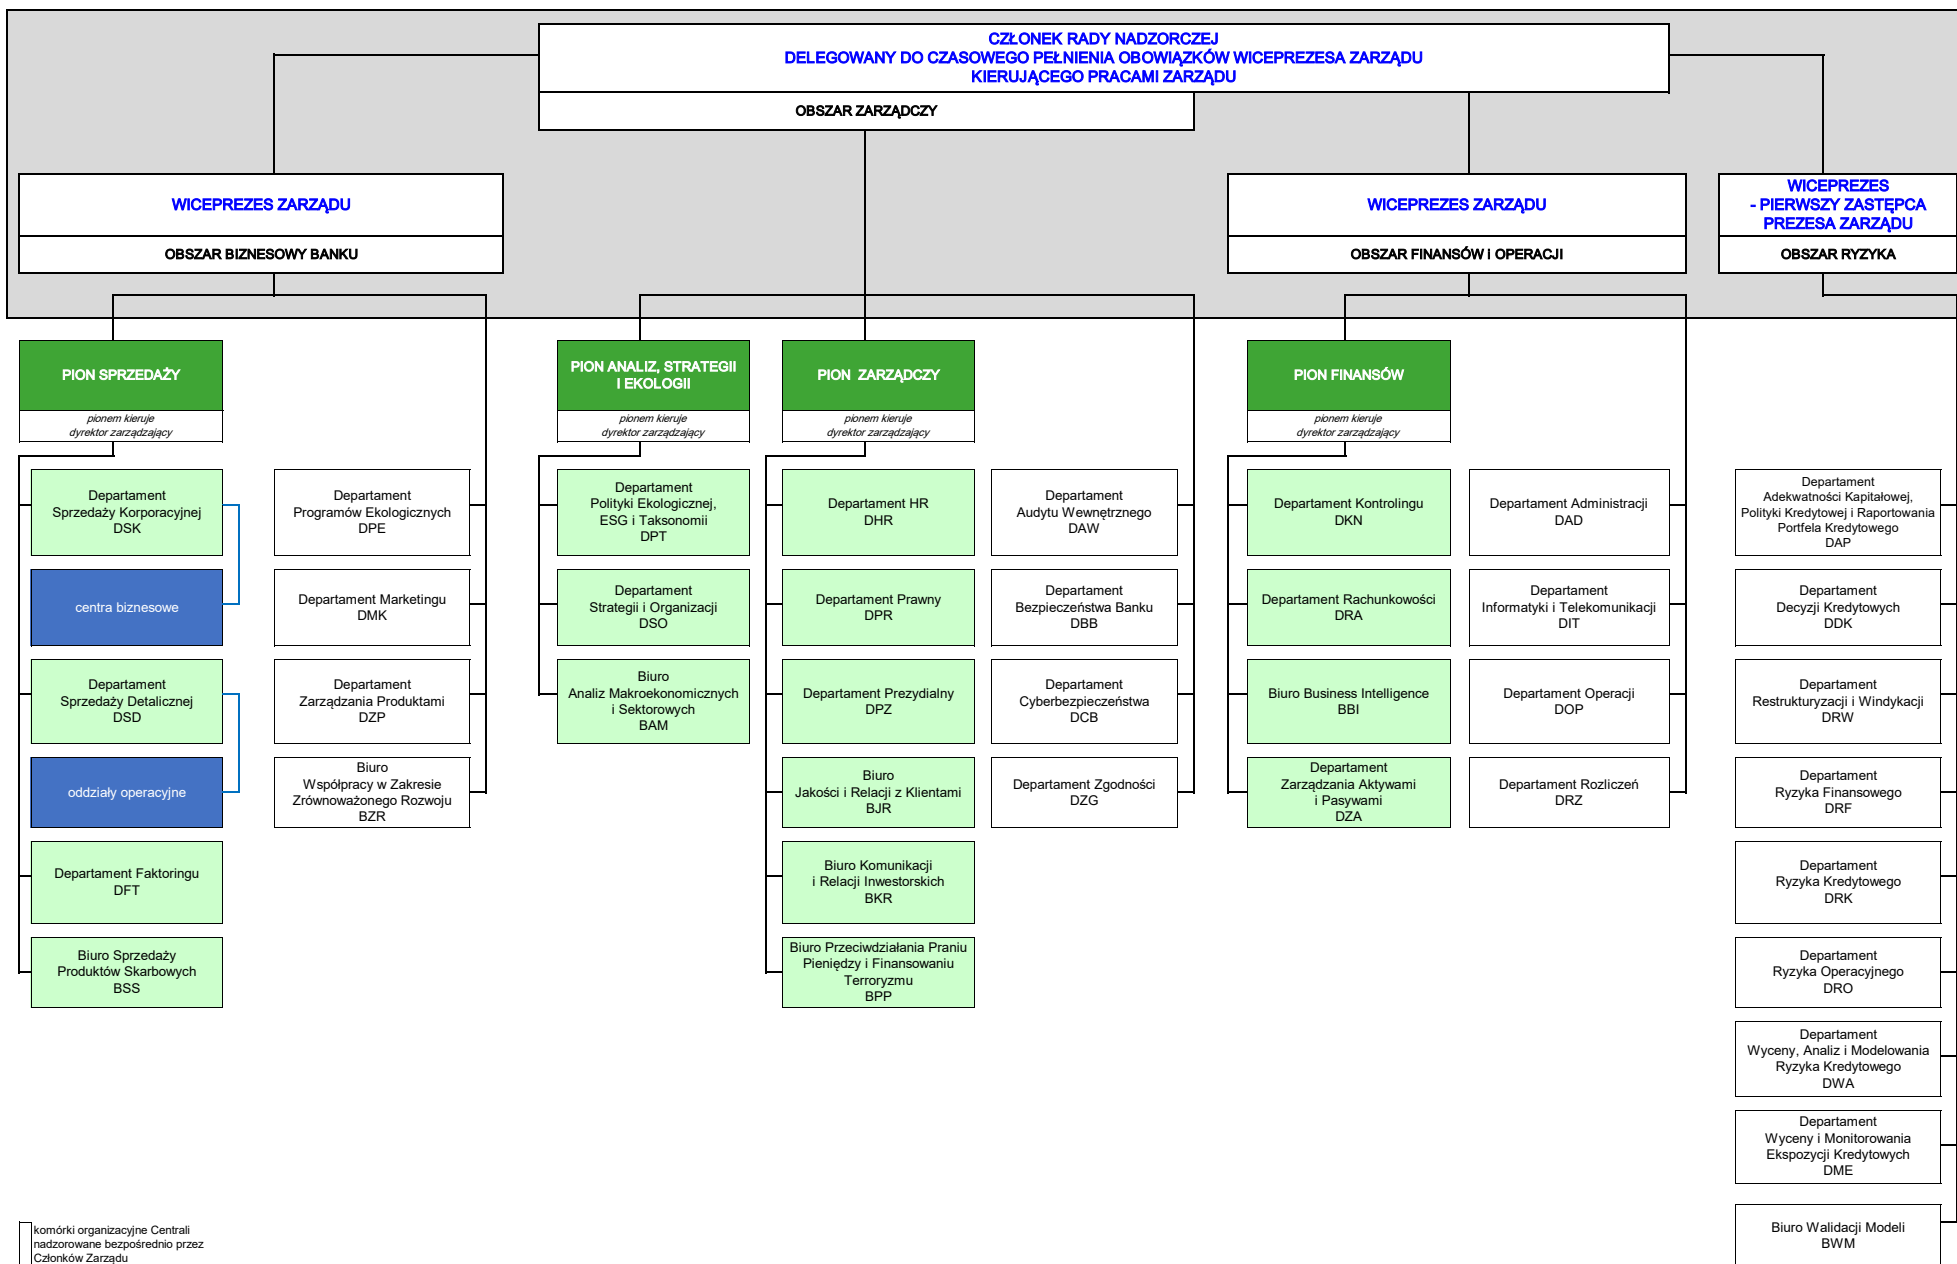 CZŁONEK RADY NADZORCZEJ
DELEGOWANY DO CZASOWEGO PEŁNIENIA OBOWIĄZKÓW WICEPREZESA ZARZĄDU
KIERUJĄCEGO PRACAMI ZARZĄDU
OBSZAR ZARZĄDCZY
WICEPREZES ZARZĄDU
OBSZAR BIZNESOWY BANKU
WICEPREZES ZARZĄDU
OBSZAR FINANSÓW I OPERACJI
WICEPREZES
- PIERWSZY ZASTĘPCA
PREZESA ZARZĄDU
OBSZAR RYZYKA
PION SPRZEDAŻY
pionem kieruje
dyrektor zarządzający
Departament
Sprzedaży Korporacyjnej
DSK
centra biznesowe
Departament
Sprzedaży Detalicznej
DSD
oddziały operacyjne
Departament Faktoringu
DFT
Biuro Sprzedaży
Produktów Skarbowych
BSS
Departament
Programów Ekologicznych
DPE
Departament Marketingu
DMK
Departament
Zarządzania Produktami
DZP
Biuro
Współpracy w Zakresie
Zrównoważonego Rozwoju
BZR
PION ANALIZ, STRATEGII
I EKOLOGII
pionem kieruje
dyrektor zarządzający
Departament
Polityki Ekologicznej,
ESG i Taksonomii
DPT
Departament
Strategii i Organizacji
DSO
Biuro
Analiz Makroekonomicznych
i Sektorowych
BAM
PION ZARZĄDCZY
pionem kieruje
dyrektor zarządzający
Departament HR
DHR
Departament Prawny
DPR
Departament Prezydialny
DPZ
Biuro
Jakości i Relacji z Klientami
BJR
Biuro Komunikacji
i Relacji Inwestorskich
BKR
Biuro Przeciwdziałania Praniu
Pieniędzy i Finansowaniu
Terroryzmu
BPP
Departament
Audytu Wewnętrznego
DAW
Departament
Bezpieczeństwa Banku
DBB
Departament
Cyberbezpieczeństwa
DCB
Departament Zgodności
DZG
PION FINANSÓW
pionem kieruje
dyrektor zarządzający
Departament Kontrolingu
DKN
Departament Rachunkowości
DRA
Biuro Business Intelligence
BBI
Departament
Zarządzania Aktywami
i Pasywami
DZA
Departament Administracji
DAD
Departament
Informatyki i Telekomunikacji
DIT
Departament Operacji
DOP
Departament Rozliczeń
DRZ
Departament
Adekwatności Kapitałowej,
Polityki Kredytowej i Raportowania
Portfela Kredytowego
DAP
Departament
Decyzji Kredytowych
DDK
Departament
Restrukturyzacji i Windykacji
DRW
Departament
Ryzyka Finansowego
DRF
Departament
Ryzyka Kredytowego
DRK
Departament
Ryzyka Operacyjnego
DRO
Departament
Wyceny, Analiz i Modelowania
Ryzyka Kredytowego
DWA
Departament
Wyceny i Monitorowania
Ekspozycji Kredytowych
DME
Biuro Walidacji Modeli
BWM
komórki organizacyjne Centrali
nadzorowane bezpośrednio przez
Członków Zarządu